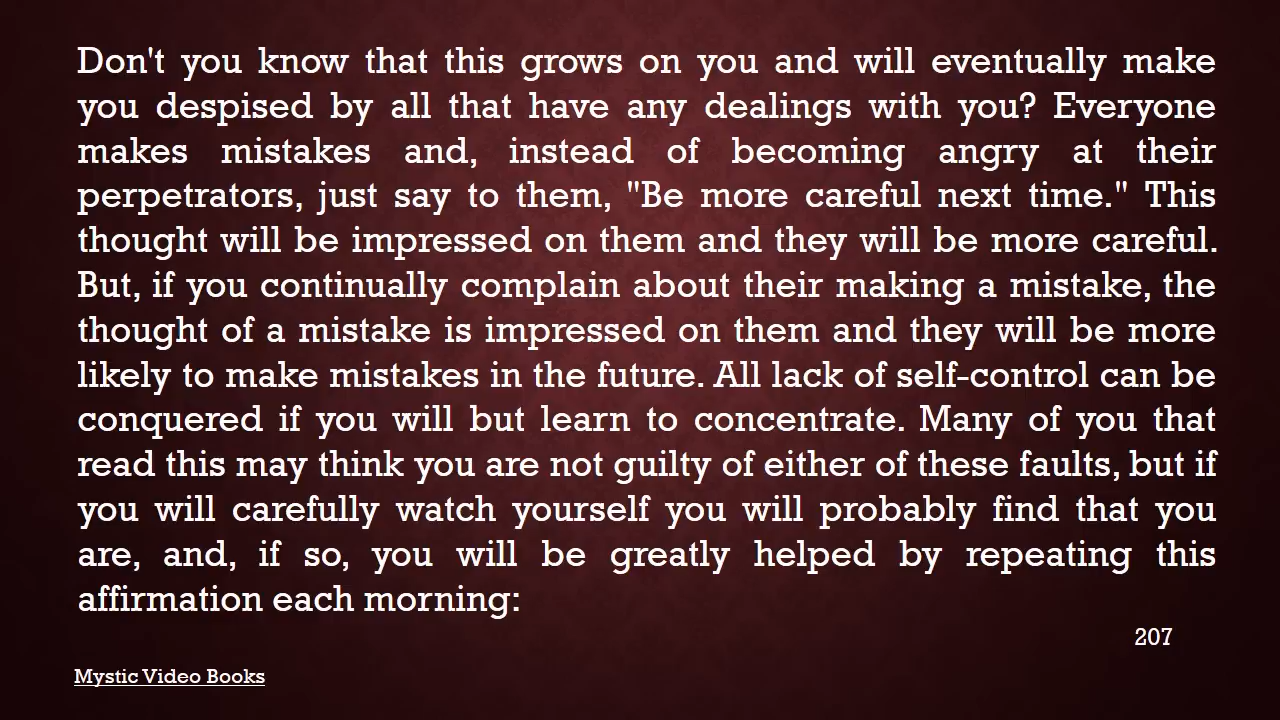 Don't you know that this grows on you and will eventually make
you despised by all that have any dealings with you? Everyone
makes mistakes and, instead of becoming angry at their
perpetrators, just say to them, "Be more careful next time." This
thought will be impressed on them and they will be more careful.
But, if you continually complain about their making a mistake, the
thought of a mistake is impressed on them and they will be more
likely to make mistakes in the future. All lack of self-control can be
conquered if you will but learn to concentrate. Many of you that
read this may think you are not guilty of either of these faults, but if
you will carefully watch yourself you will probably find that you
are, and, if so, you will be greatly helped by repeating this
affirmation each morning:
207
Mystic Video Books